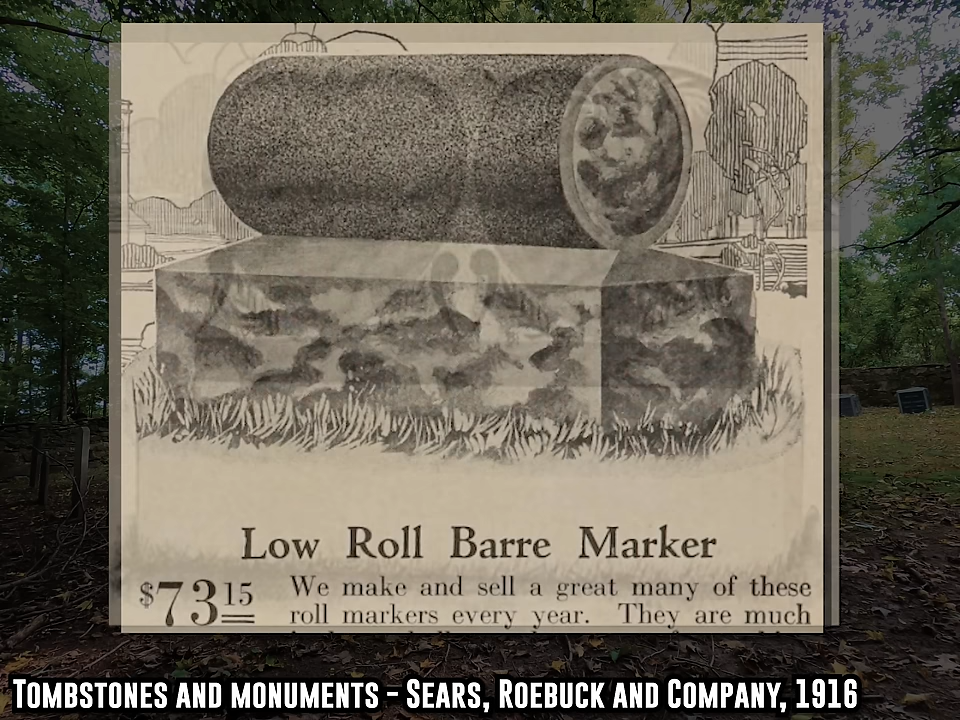 Low Roll Barre Marker
$73.15 We make and sell a great many of these
roll markers every year. They are much
Tombstones and monuments - Sears, Roebuck and Company, 1916